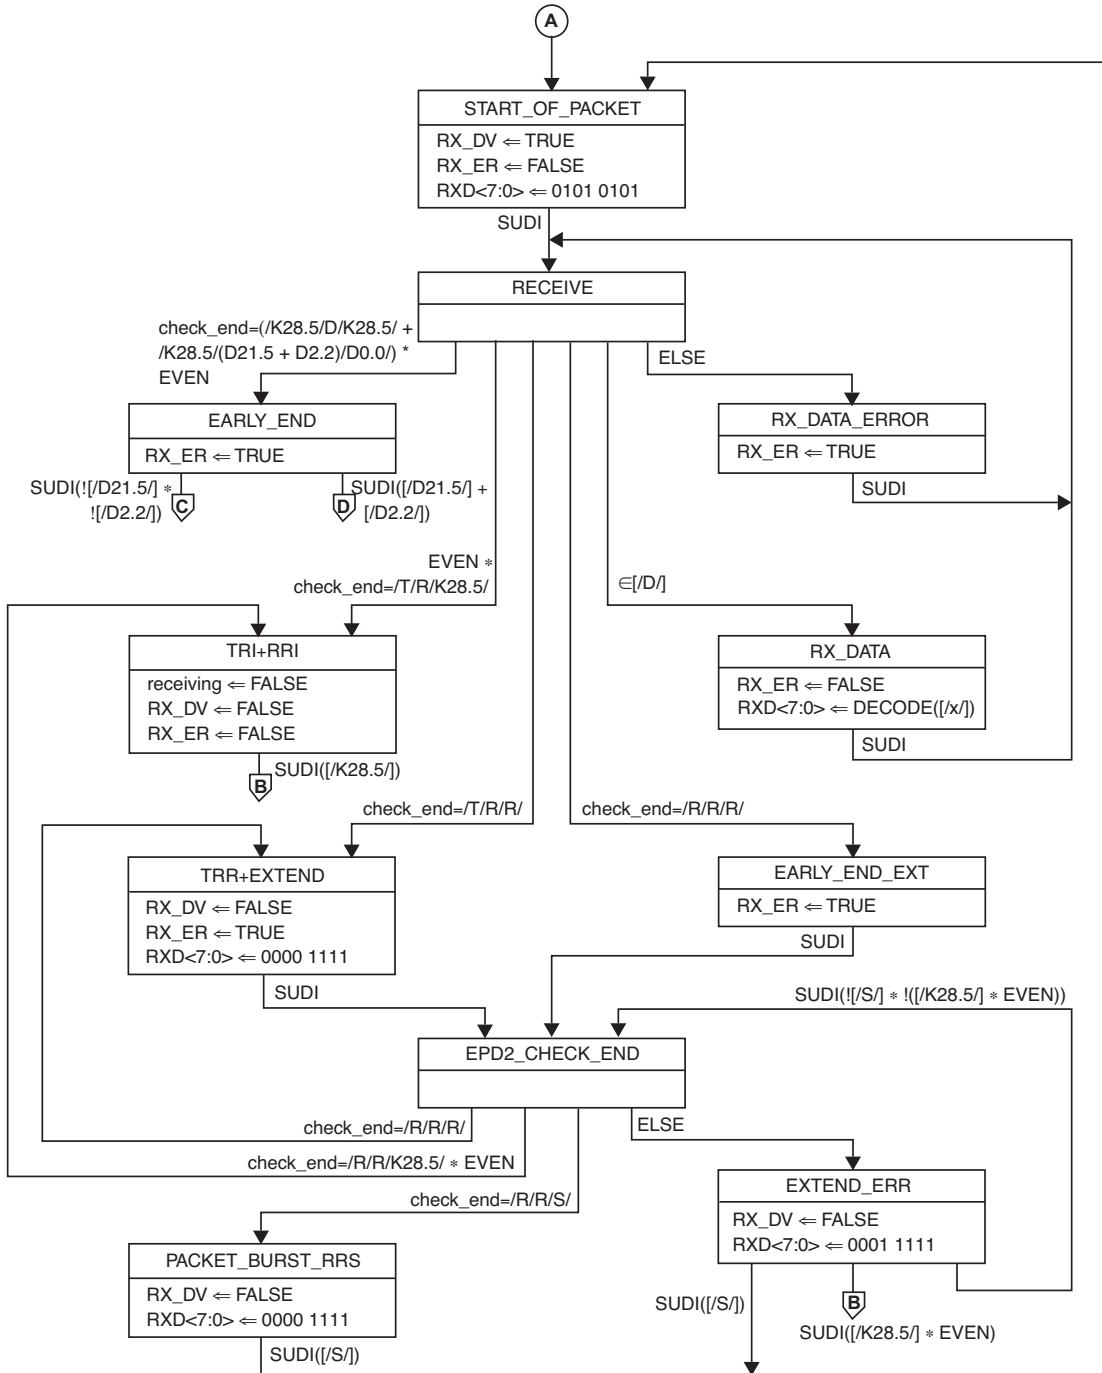 A
START_OF_PACKET
RX_DV ⇐ TRUE
RX_ER ⇐ FALSE
RXD<7:0> ⇐ 0101 0101
SUDI
RECEIVE
check_end=(/K28.5/D/K28.5/ +
/K28.5/(D21.5 + D2.2)/D0.0/) *
EVEN
ELSE
EARLY_END
RX_ER ⇐ TRUE
RX_DATA_ERROR
RX_ER ⇐ TRUE
SUDI(![/D21.5/] *
![/D2.2/])
C
D
SUDI([/D21.5/] +
[/D2.2/])
SUDI
EVEN *
check_end=/T/R/K28.5/
∈[/D/]
TRI+RRI
receiving ⇐ FALSE
RX_DV ⇐ FALSE
RX_ER ⇐ FALSE
RX_DATA
RX_ER ⇐ FALSE
RXD<7:0> ⇐ DECODE([/x/])
SUDI
SUDI([/K28.5/])
B
check_end=/T/R/R/
check_end=/R/R/R/
TRR+EXTEND
RX_DV ⇐ FALSE
RX_ER ⇐ TRUE
RXD<7:0> ⇐ 0000 1111
EARLY_END_EXT
RX_ER ⇐ TRUE
SUDI
SUDI
SUDI(![/S/] * !([/K28.5/] * EVEN))
EPD2_CHECK_END
check_end=/R/R/R/
ELSE
check_end=/R/R/K28.5/ * EVEN
check_end=/R/R/S/
EXTEND_ERR
RX_DV ⇐ FALSE
RXD<7:0> ⇐ 0001 1111
PACKET_BURST_RRS
RX_DV ⇐ FALSE
RXD<7:0> ⇐ 0000 1111
SUDI([/S/])
B
SUDI([/K28.5/] * EVEN)
SUDI([/S/])